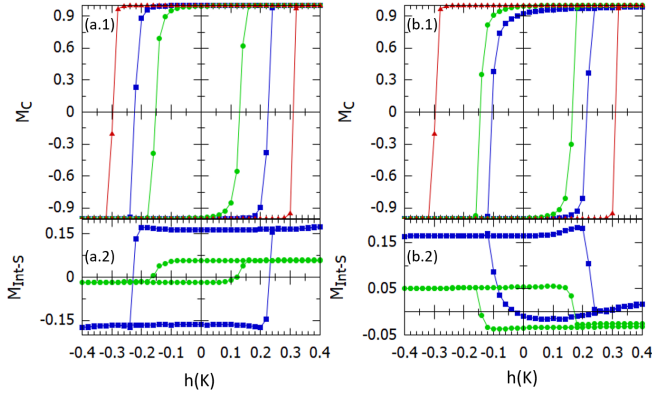 0.9 (a.1) 0.9 (b.1)
0.6 0.6
0.3 0.3
M_C 0 M_C 0
-0.3 -0.3
-0.6 -0.6
-0.9 -0.9
0.15 (a.2) 0.15 (b.2)
M_Int-S 0 M_Int-S 0.05
-0.15 -0.05
-0.4 -0.3 -0.2 -0.1 0 0.1 0.2 0.3 0.4 -0.4 -0.3 -0.2 -0.1 0 0.1 0.2 0.3 0.4
h(K) h(K)